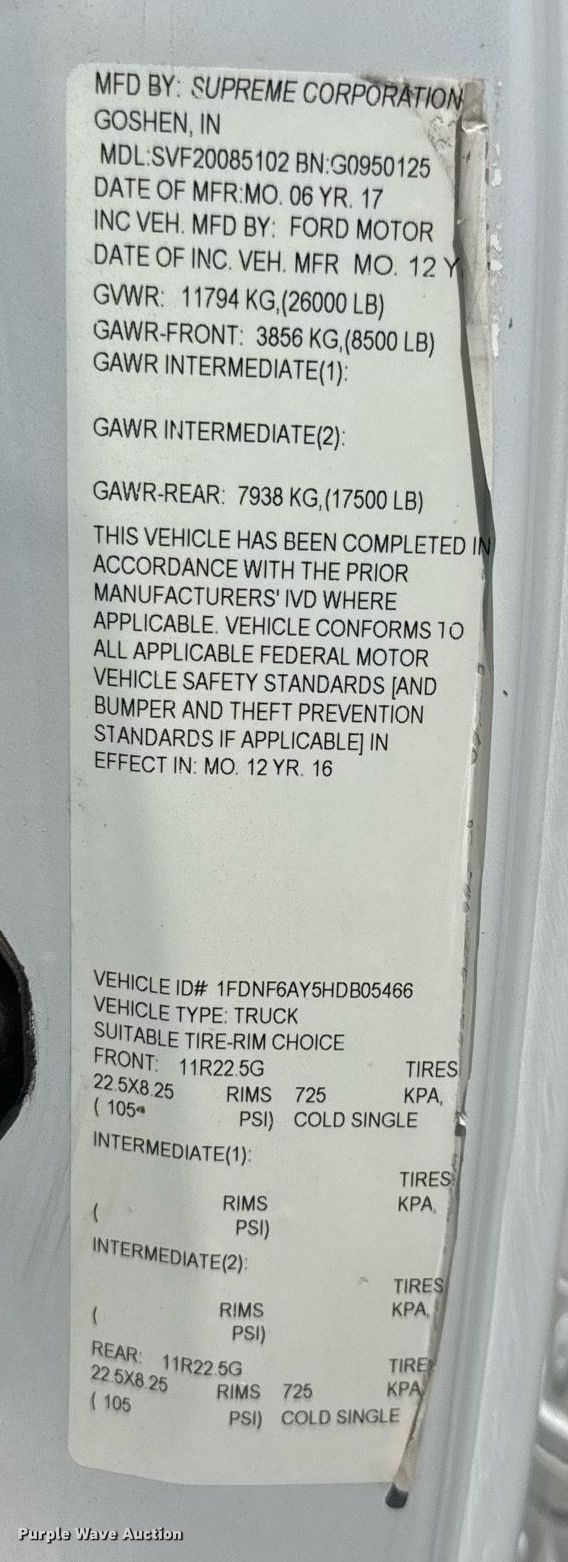 MFD BY: SUPREME CORPORATION
GOSHEN, IN
MDL:SVF20085102 BN:G0950125
DATE OF MFR:MO. 06 YR. 17
INC VEH. MFD BY: FORD MOTOR
DATE OF INC. VEH. MFR MO. 12 Y
GVWR: 11794 KG,(26000 LB)
GAWR-FRONT: 3856 KG,(8500 LB)
GAWR INTERMEDIATE(1):
GAWR INTERMEDIATE(2):
GAWR-REAR: 7938 KG,(17500 LB)
THIS VEHICLE HAS BEEN COMPLETED IN
ACCORDANCE WITH THE PRIOR
MANUFACTURERS' IVD WHERE
APPLICABLE. VEHICLE CONFORMS TO
ALL APPLICABLE FEDERAL MOTOR
VEHICLE SAFETY STANDARDS [AND
BUMPER AND THEFT PREVENTION
STANDARDS IF APPLICABLE] IN
EFFECT IN: MO. 12 YR. 16
VEHICLE ID# 1FDNF6AY5HDB05466
VEHICLE TYPE: TRUCK
SUITABLE TIRE-RIM CHOICE
FRONT: 11R22.5G TIRES
22.5X8.25 RIMS 725 KPA,
( 105 PSI) COLD SINGLE
INTERMEDIATE(1):
TIRES
RIMS KPA,
( PSI)
INTERMEDIATE(2):
TIRES
RIMS KPA,
( PSI)
REAR: 11R22.5G TIRE
22.5X8.25 RIMS 725 KPA
( 105 PSI) COLD SINGLE
Purple Wave Auction